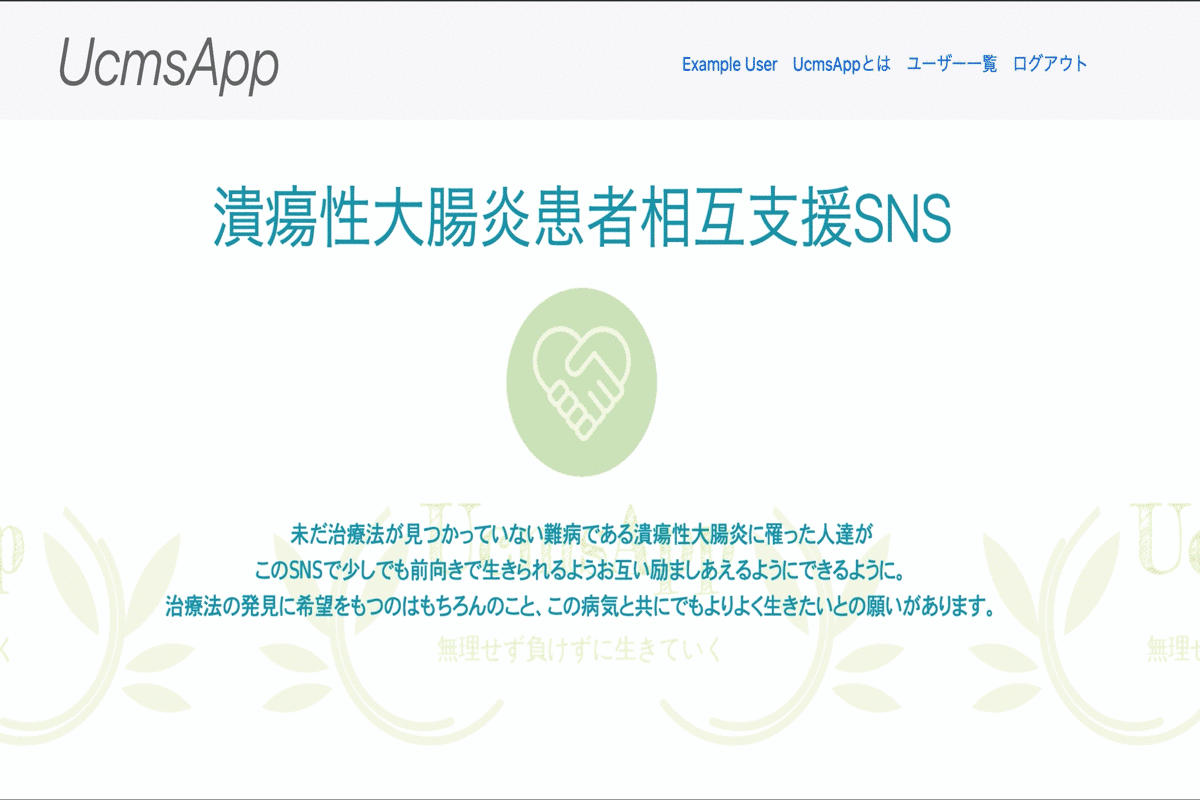 UcmsApp
Example User UcmsAppとは ユーザー一覧 ログアウト
潰瘍性大腸炎患者相互支援SNS
UcmsApp
未だ治療法が見つかっていない難病である潰瘍性大腸炎に罹った人達が
このSNSで少しでも前向きで生きられるようお互い励ましあえるようにできるように。
治療法の発見に希望をもつのはもちろんのこと、この病気と共にでもよりよく生きたいとの願いがあります。
無理せず負けずに生きていく